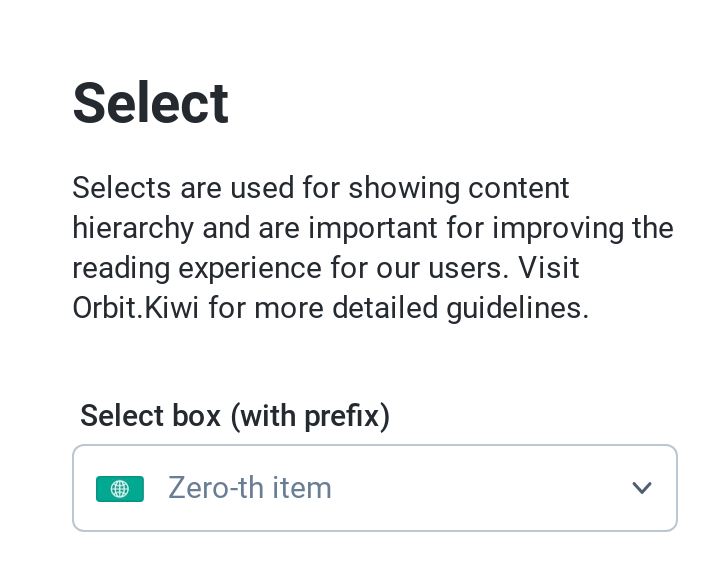 Select
Selects are used for showing content
hierarchy and are important for improving the
reading experience for our users. Visit
Orbit.Kiwi for more detailed guidelines.
Select box (with prefix)
Zero-th item